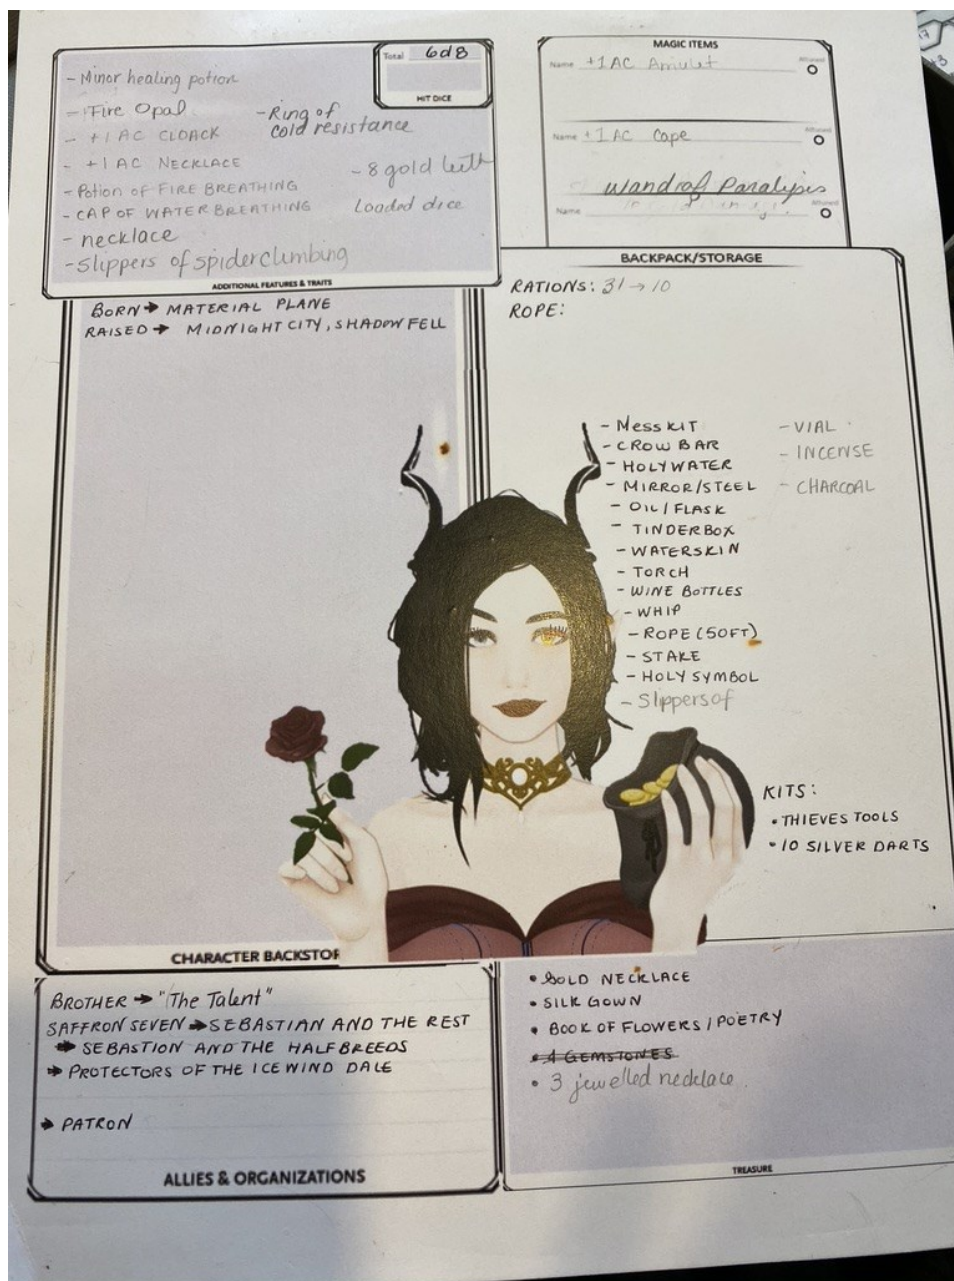 Total 6d8
HIT DICE
- Minor healing potion
- Fire Opal
- Ring of
cold resistance
- +1 AC CLOACK
- +1 AC NECKLACE
- 8 gold teeth
- Potion of FIRE BREATHING
- CAP OF WATER BREATHING
Loaded dice
- necklace
- Slippers of spiderclimbing
ADDITIONAL FEATURES & TRAITS
MAGIC ITEMS
Name +1 AC Amulet Attuned
Name +1 AC Cape Attuned
Wand of Paralysis
Name Attuned
BORN → MATERIAL PLANE
RAISED → MIDNIGHT CITY, SHADOWFELL
CHARACTER BACKSTOR
BACKPACK/STORAGE
RATIONS: 31 → 10
ROPE:
- MESS KIT
- CROW BAR
- HOLY WATER
- MIRROR/STEEL
- OIL/FLASK
- TINDERBOX
- WATERSKIN
- TORCH
- WINE BOTTLES
- WHIP
- ROPE (50FT)
- STAKE
- HOLY SYMBOL
- Slippers of
- VIAL
- INCENSE
- CHARCOAL
KITS:
• THIEVES TOOLS
• 10 SILVER DARTS
BROTHER → "The Talent"
SAFFRON SEVEN → SEBASTIAN AND THE REST
→ SEBASTION AND THE HALFBREEDS
→ PROTECTORS OF THE ICEWIND DALE
→ PATRON
ALLIES & ORGANIZATIONS
• GOLD NECKLACE
• SILK GOWN
• BOOK OF FLOWERS / POETRY
• 4 GEMSTONES
• 3 jewelled necklace
TREASURE
+3